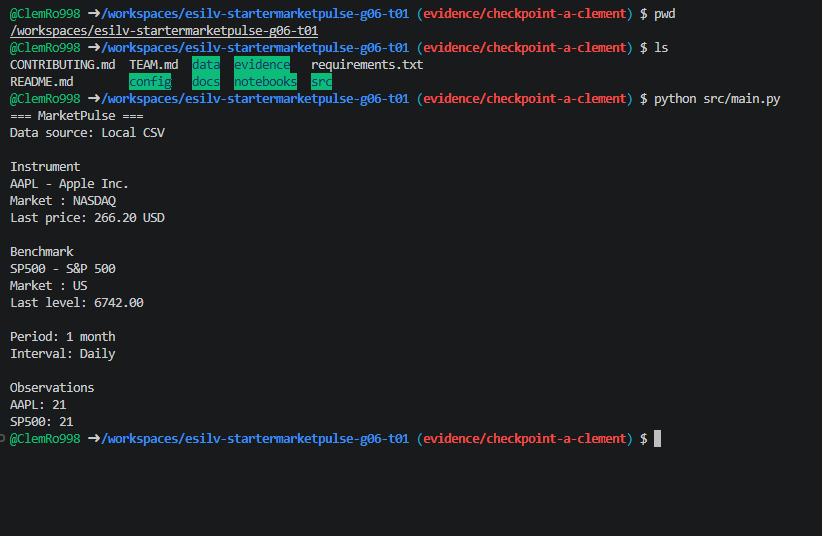 @ClemRo998 ➜/workspaces/esilv-startermarketpulse-g06-t01 (evidence/checkpoint-a-clement) $ pwd
/workspaces/esilv-startermarketpulse-g06-t01
@ClemRo998 ➜/workspaces/esilv-startermarketpulse-g06-t01 (evidence/checkpoint-a-clement) $ ls
CONTRIBUTING.md  TEAM.md  data  evidence   requirements.txt
README.md        config   docs  notebooks  src
@ClemRo998 ➜/workspaces/esilv-startermarketpulse-g06-t01 (evidence/checkpoint-a-clement) $ python src/main.py
=== MarketPulse ===
Data source: Local CSV

Instrument
AAPL - Apple Inc.
Market : NASDAQ
Last price: 266.20 USD

Benchmark
SP500 - S&P 500
Market : US
Last level: 6742.00

Period: 1 month
Interval: Daily

Observations
AAPL: 21
SP500: 21
@ClemRo998 ➜/workspaces/esilv-startermarketpulse-g06-t01 (evidence/checkpoint-a-clement) $